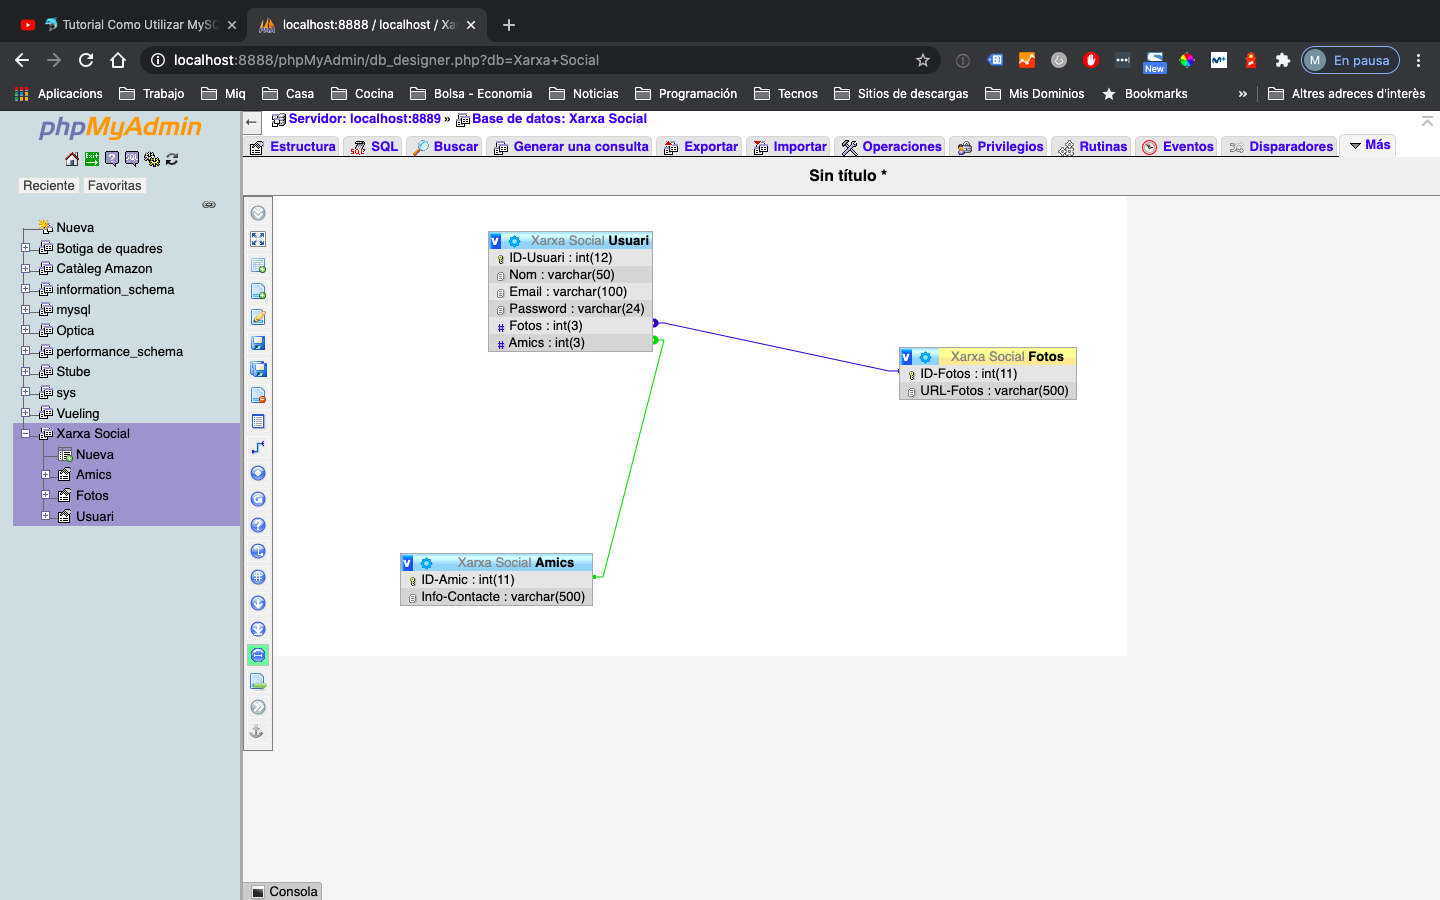 Tutorial Como Utilizar MySC
localhost:8888 / localhost / Xa
localhost:8888/phpMyAdmin/db_designer.php?db=Xarxa+Social
New
M
En pausa
Aplicacions
Trabajo
Miq
Casa
Cocina
Bolsa - Economia
Noticias
Programación
Tecnos
Sitios de descargas
Mis Dominios
Bookmarks
»
Altres adreces d'interès
phpMyAdmin
Servidor: localhost:8889 » Base de datos: Xarxa Social
Estructura
SQL
Buscar
Generar una consulta
Exportar
Importar
Operaciones
Privilegios
Rutinas
Eventos
Disparadores
Más
Sin título *
Reciente
Favoritas
Nueva
Botiga de quadres
Catàleg Amazon
information_schema
mysql
Optica
performance_schema
Stube
sys
Vueling
Xarxa Social
Nueva
Amics
Fotos
Usuari
v Xarxa Social Usuari
ID-Usuari : int(12)
Nom : varchar(50)
Email : varchar(100)
Password : varchar(24)
# Fotos : int(3)
# Amics : int(3)
v Xarxa Social Fotos
ID-Fotos : int(11)
URL-Fotos : varchar(500)
v Xarxa Social Amics
ID-Amic : int(11)
Info-Contacte : varchar(500)
Consola